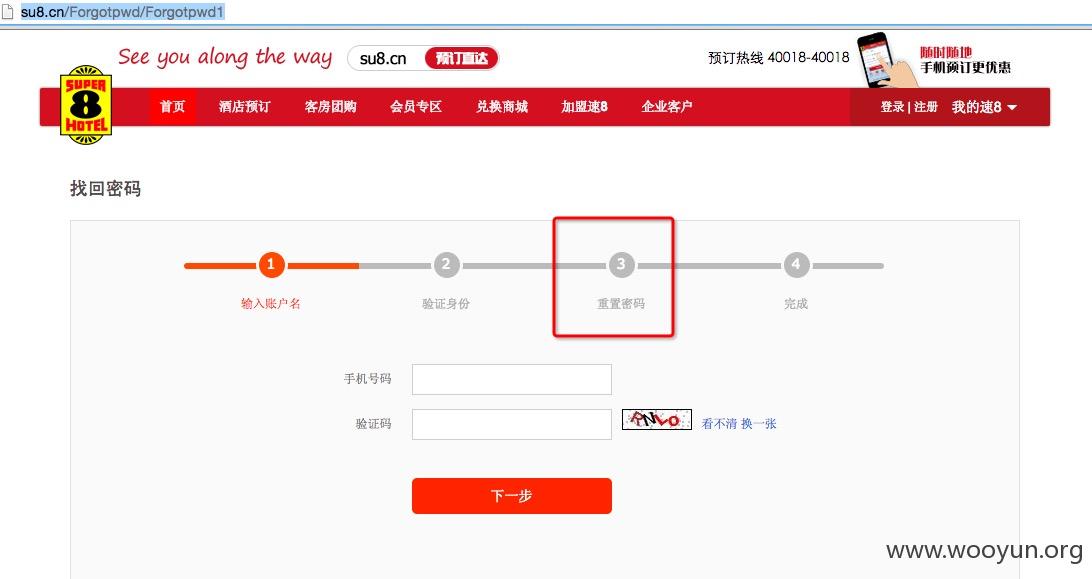 su8.cn/Forgotpwd/Forgotpwd1
See you along the way
su8.cn 预订直达
预订热线 40018-40018
随时随地
手机预订更优惠
SUPER
8
HOTEL
首页 酒店预订 客房团购 会员专区 兑换商城 加盟速8 企业客户 登录 | 注册 我的速8
找回密码
1 2 3 4
输入账户名 验证身份 重置密码 完成
手机号码
验证码 看不清 换一张
下一步
www.wooyun.org